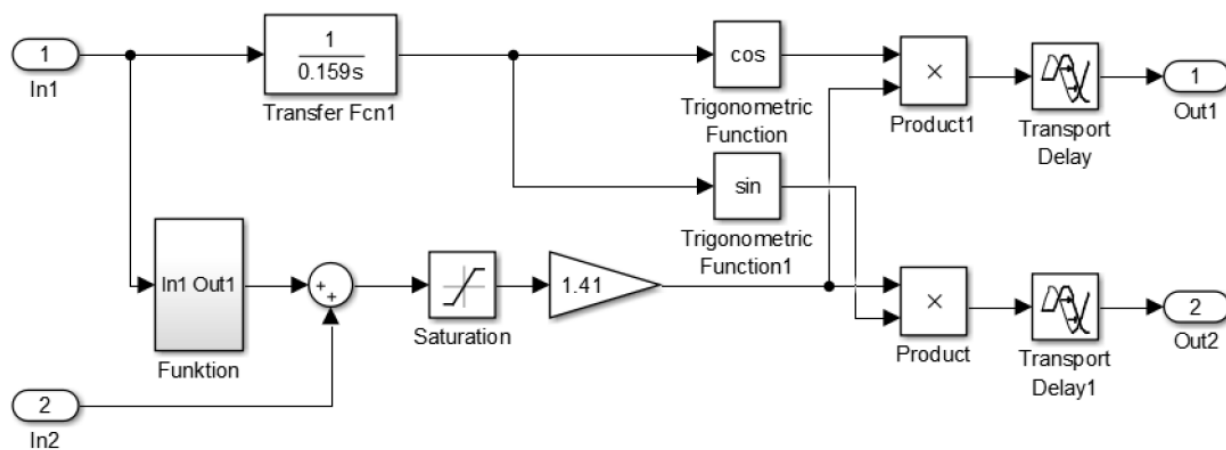 1
In1
1
0.159s
Transfer Fcn1
cos
Trigonometric
Function
×
Product1
Transport
Delay
1
Out1
sin
Trigonometric
Function1
In1 Out1
Funktion
+
+
Saturation
1.41
×
Product
Transport
Delay1
2
Out2
2
In2